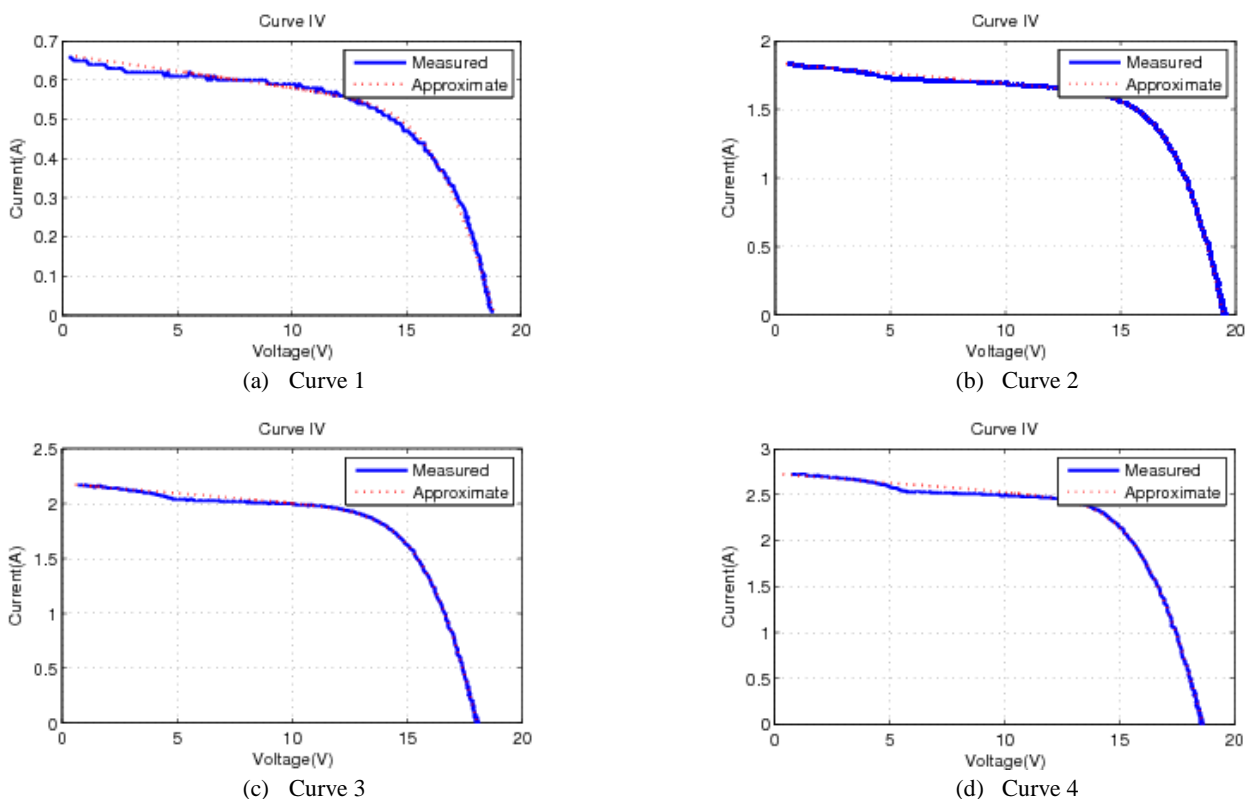 Curve IV
0.7
0.6
0.5
0.4
0.3
0.2
0.1
0
Current(A)
Measured
Approximate
0 5 10 15 20
Voltage(V)
(a) Curve 1
Curve IV
2
1.5
1
0.5
0
Current(A)
Measured
Approximate
0 5 10 15 20
Voltage(V)
(b) Curve 2
Curve IV
2.5
2
1.5
1
0.5
0
Current(A)
Measured
Approximate
0 5 10 15 20
Voltage(V)
(c) Curve 3
Curve IV
3
2.5
2
1.5
1
0.5
0
Current(A)
Measured
Approximate
0 5 10 15 20
Voltage(V)
(d) Curve 4